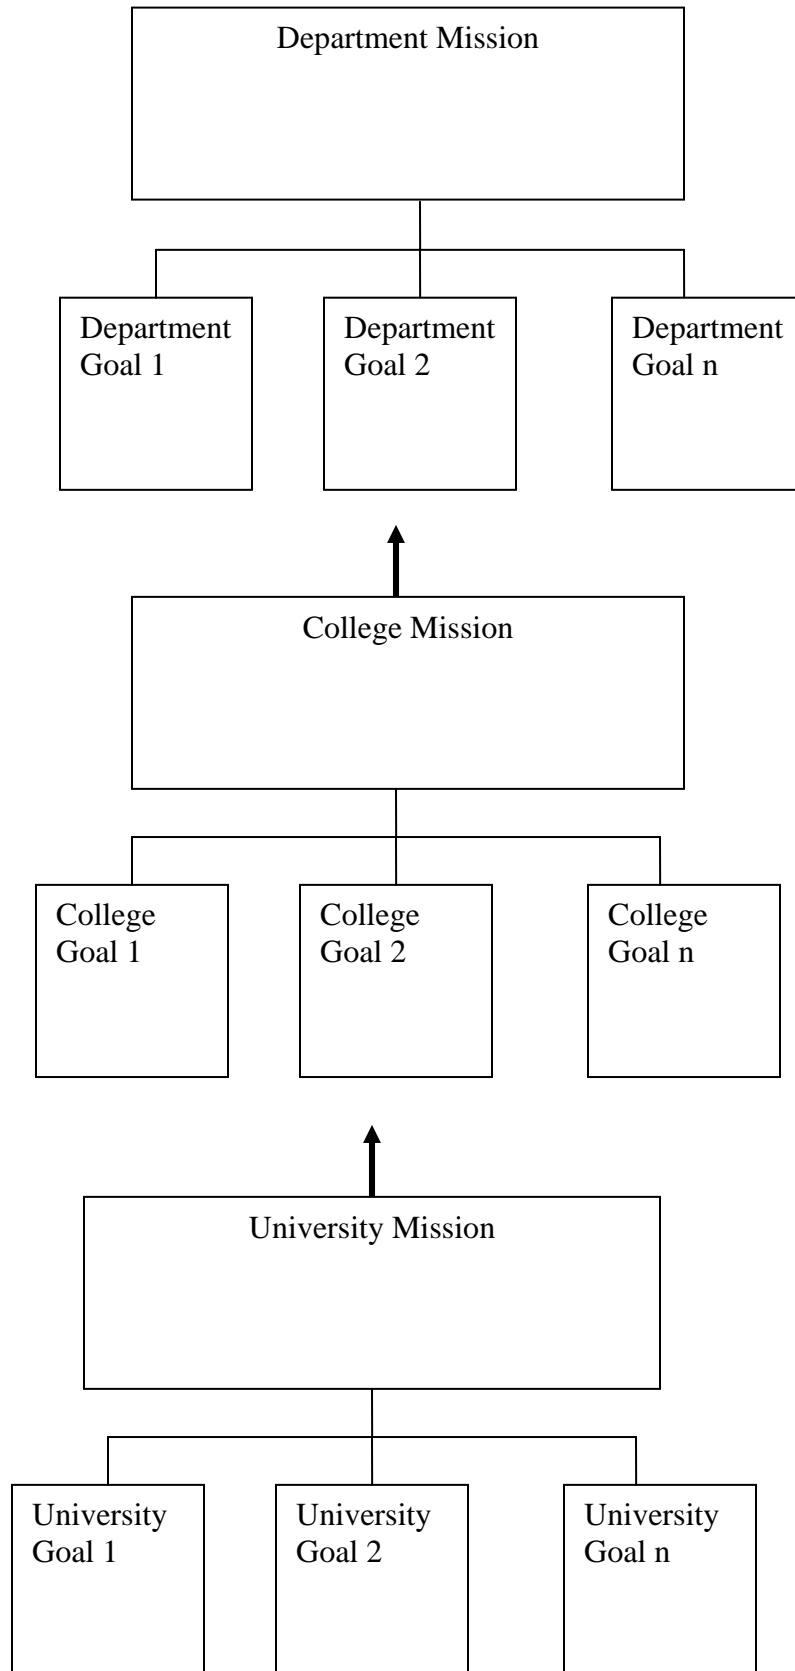 Department Mission
Department
Goal 1
Department
Goal 2
Department
Goal n
College Mission
College
Goal 1
College
Goal 2
College
Goal n
University Mission
University
Goal 1
University
Goal 2
University
Goal n